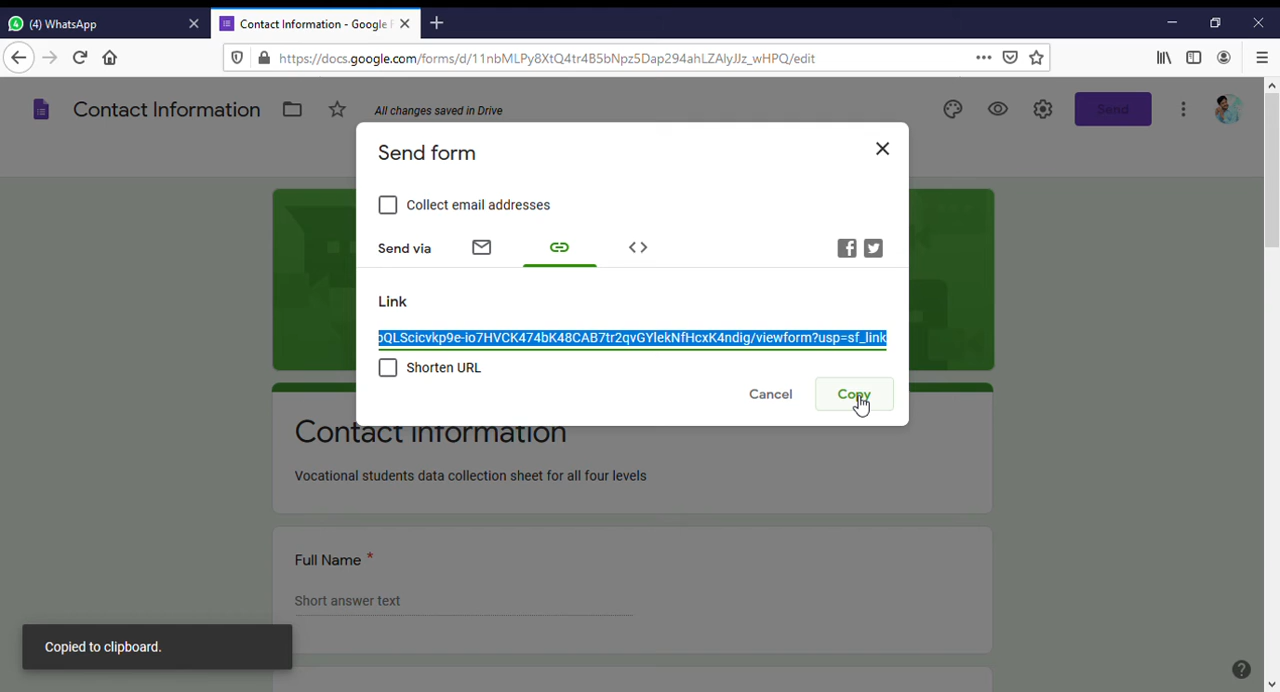 (4) WhatsApp
Contact Information - Google F
https://docs.google.com/forms/d/11nbMLPy8XtQ4tr4B5bNpz5Dap294ahLZAlyJJz_wHPQ/edit
Contact Information
All changes saved in Drive
Send
Send form
Collect email addresses
Send via
Link
pQLScicvkp9e-io7HVCK474bK48CAB7tr2qvGYlekNfHcxK4ndig/viewform?usp=sf_link
Shorten URL
Cancel
Copy
Contact Information
Vocational students data collection sheet for all four levels
Full Name *
Short answer text
Copied to clipboard.